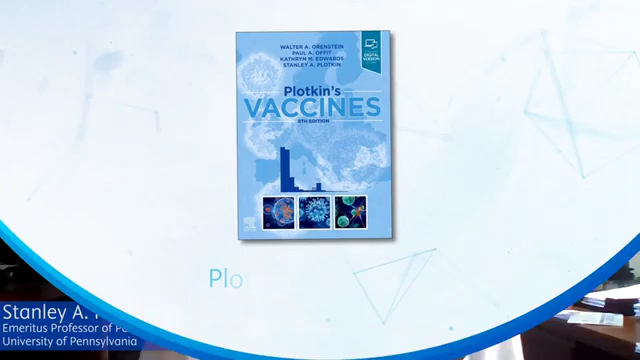 WALTER A. ORENSTEIN
PAUL A. OFFIT
KATHRYN M. EDWARDS
STANLEY A. PLOTKIN
DIGITAL
VERSION
Plotkin's
VACCINES
8TH EDITION
ELSEVIER
Plo
Stanley A.
Emeritus Professor of
University of Pennsylvania